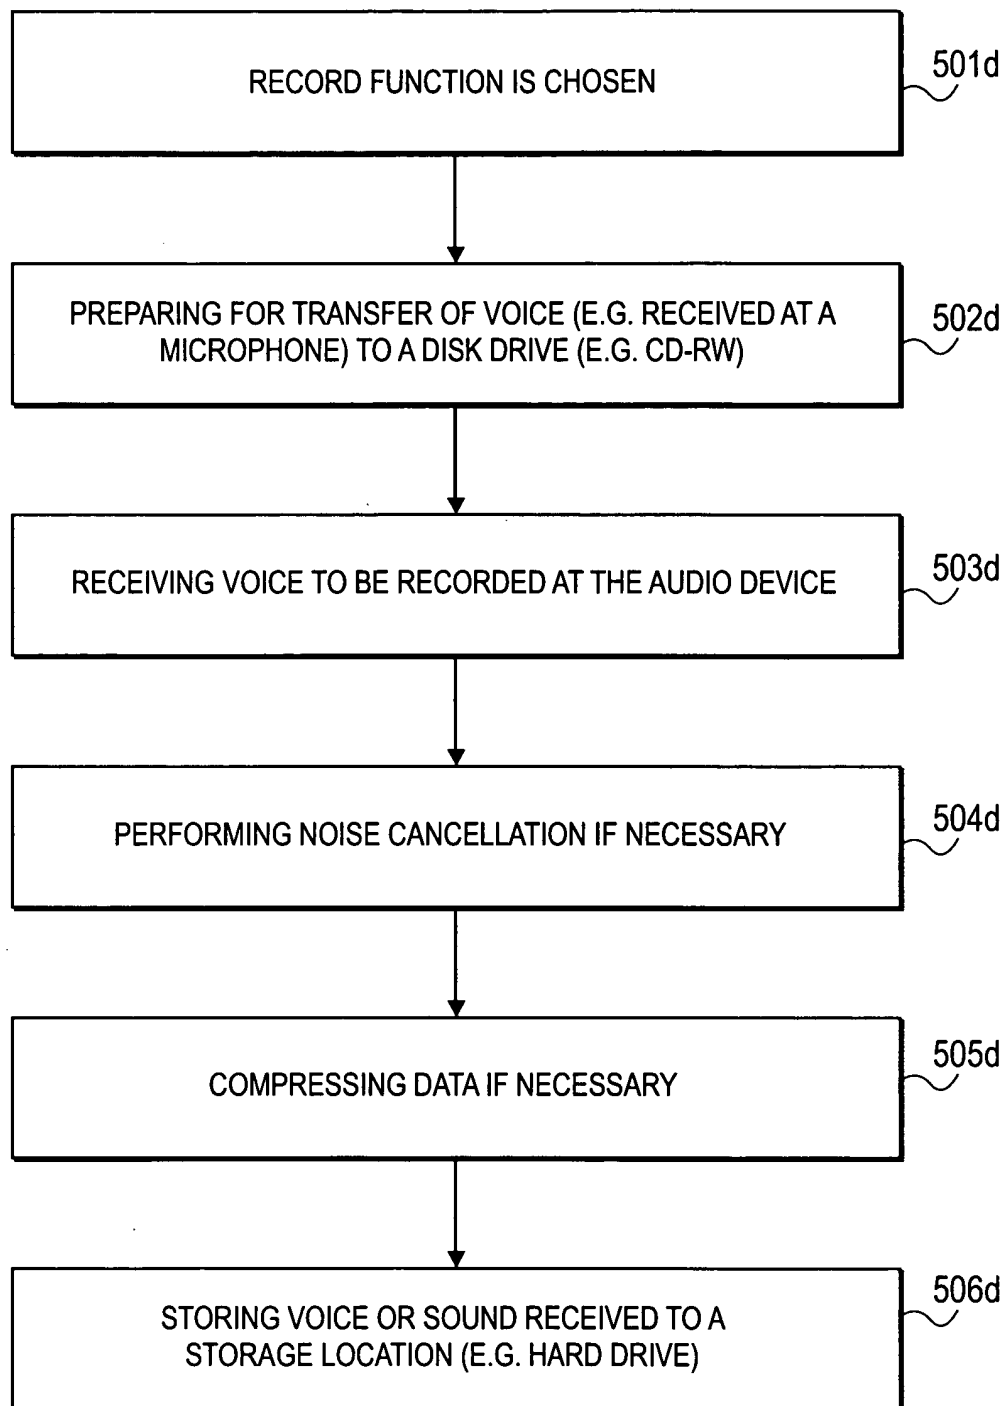 RECORD FUNCTION IS CHOSEN
501d
PREPARING FOR TRANSFER OF VOICE (E.G. RECEIVED AT A
MICROPHONE) TO A DISK DRIVE (E.G. CD-RW)
502d
RECEIVING VOICE TO BE RECORDED AT THE AUDIO DEVICE
503d
PERFORMING NOISE CANCELLATION IF NECESSARY
504d
COMPRESSING DATA IF NECESSARY
505d
STORING VOICE OR SOUND RECEIVED TO A
STORAGE LOCATION (E.G. HARD DRIVE)
506d